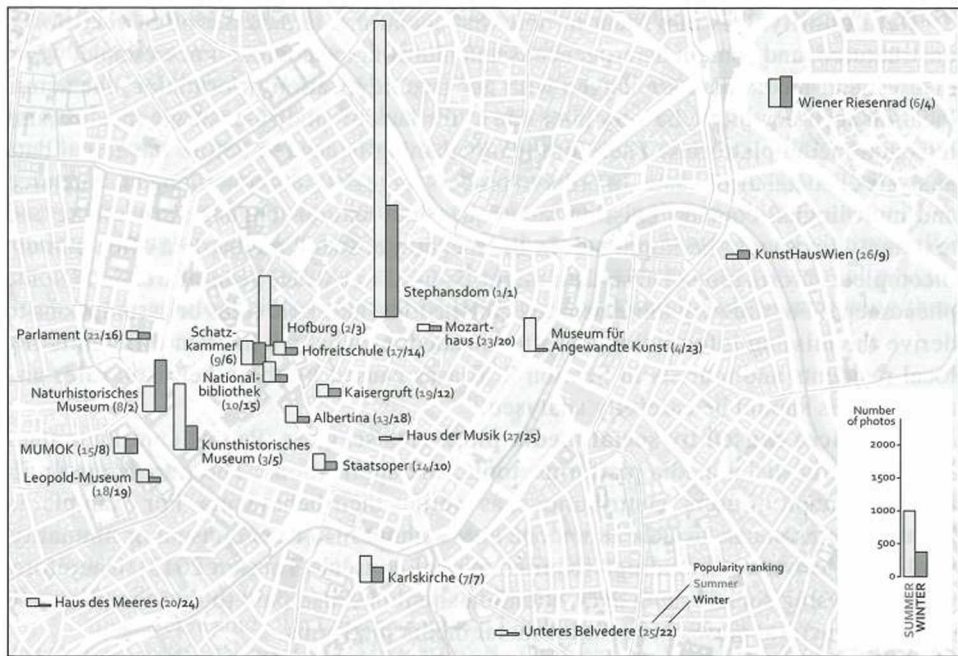 Wiener Riesenrad (6/4)
KunstHausWien (26/9)
Stephansdom (1/1)
Parlament (21/16)
Schatz-
kammer
(9/6)
Hofburg (2/3)
Hofreitschule (17/14)
Mozart-
haus (23/20)
Museum für
Angewandte Kunst (4/23)
National-
bibliothek
(10/15)
Naturhistorisches
Museum (8/2)
Kaisergruft (19/12)
Albertina (13/18)
Haus der Musik (27/25)
MUMOK (15/8)
Kunsthistorisches
Museum (3/5)
Staatsoper (14/10)
Leopold-Museum
(18/19)
Karlskirche (7/7)
Haus des Meeres (20/24)
Unteres Belvedere (25/22)
Popularity ranking
Summer
Winter
Number
of photos
2000
1500
1000
500
0
SUMMER
WINTER